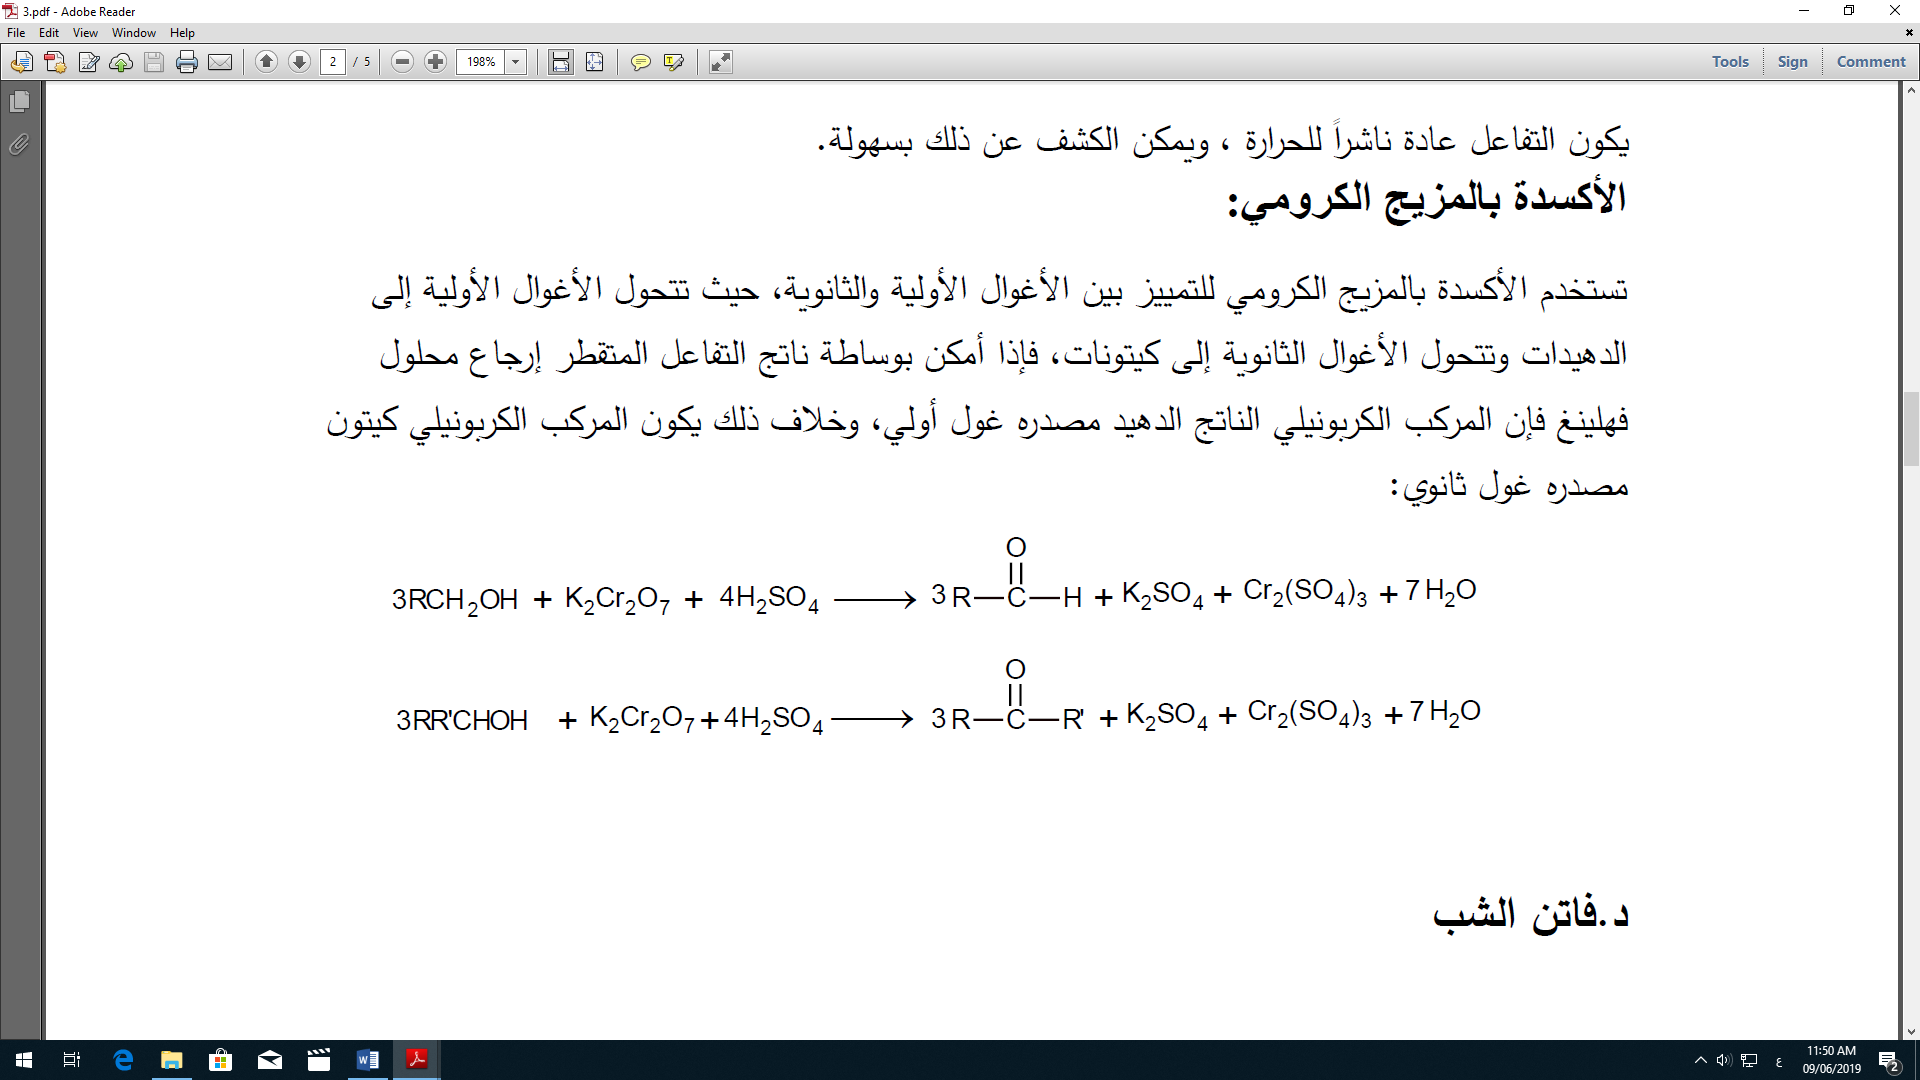 3.pdf - Adobe Reader
File Edit View Window Help
2 / 5 198% Tools Sign Comment
يكون التفاعل عادة ناشراً للحرارة ، ويمكن الكشف عن ذلك بسهولة.
الأكسدة بالمزيج الكرومي:
تستخدم الأكسدة بالمزيج الكرومي للتمييز بين الأغوال الأولية والثانوية، حيث تتحول الأغوال الأولية إلى
الدهيدات وتتحول الأغوال الثانوية إلى كيتونات، فإذا أمكن بوساطة ناتج التفاعل المتقطر إرجاع محلول
فهلينغ فإن المركب الكربونيلي الناتج الدهيد مصدره غول أولي، وخلاف ذلك يكون المركب الكربونيلي كيتون
مصدره غول ثانوي:
O
3RCH₂OH + K₂Cr₂O₇ + 4H₂SO₄ ⟶ 3 R—C—H + K₂SO₄ + Cr₂(SO₄)₃ + 7 H₂O
O
3RR'CHOH + K₂Cr₂O₇ + 4H₂SO₄ ⟶ 3 R—C—R' + K₂SO₄ + Cr₂(SO₄)₃ + 7 H₂O
د.فاتن الشب
ع 11:50 AM
09/06/2019 2